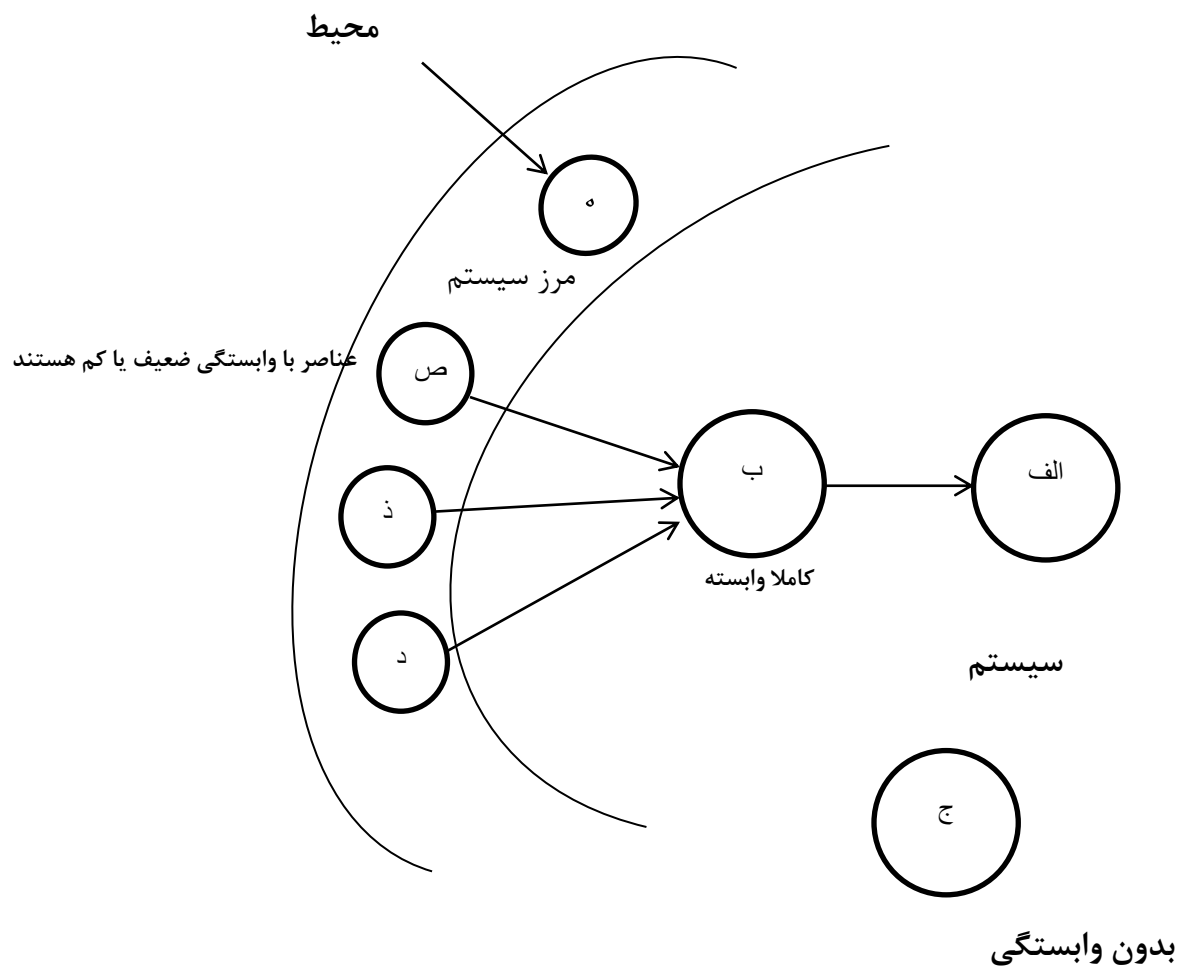 محیط
ه
مرز سیستم
عناصر با وابستگی ضعیف یا کم هستند
ص
ب
الف
ذ
کاملا وابسته
د
سیستم
ج
بدون وابستگی